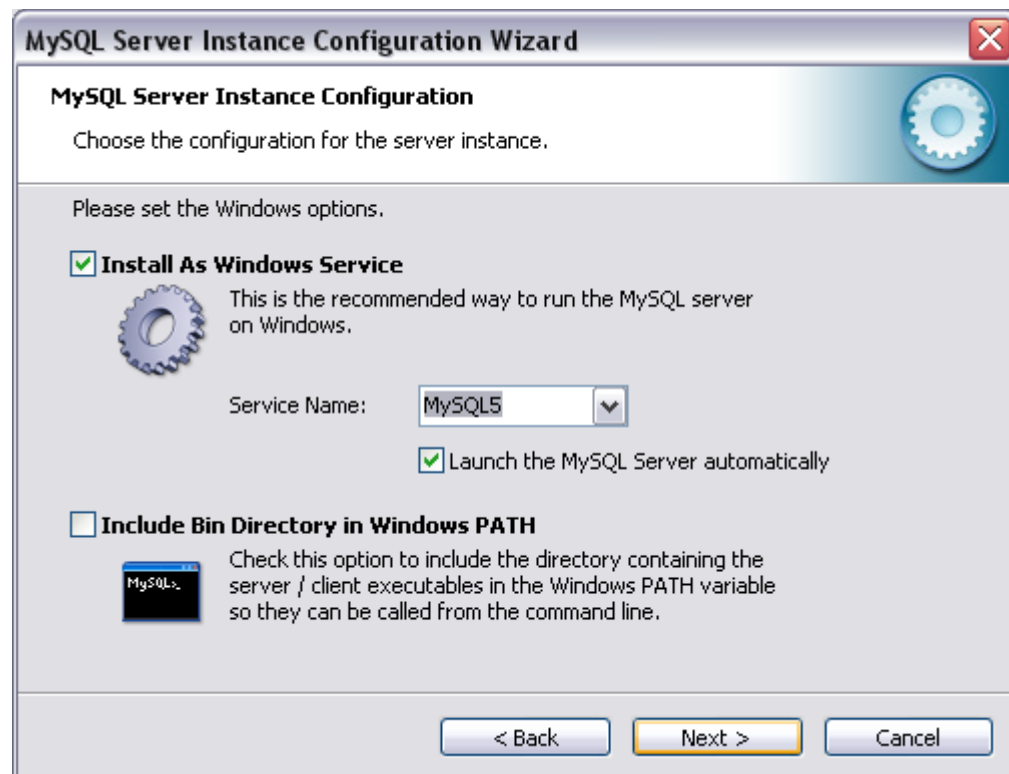 MySQL Server Instance Configuration Wizard
MySQL Server Instance Configuration
Choose the configuration for the server instance.
Please set the Windows options.
Install As Windows Service
This is the recommended way to run the MySQL server
on Windows.
Service Name: MySQL5
Launch the MySQL Server automatically
Include Bin Directory in Windows PATH
Check this option to include the directory containing the
server / client executables in the Windows PATH variable
so they can be called from the command line.
MySQL>_
< Back Next > Cancel